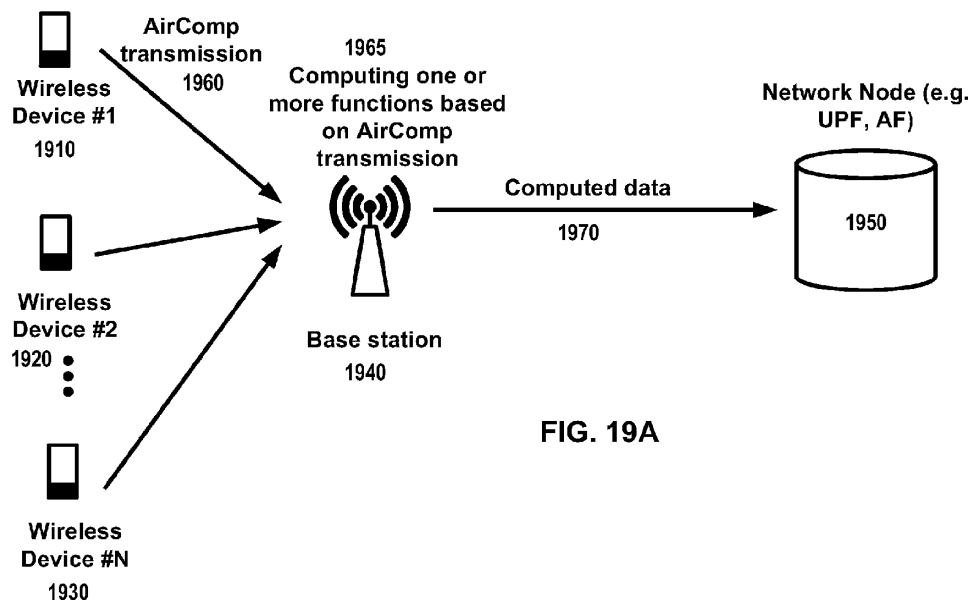 AirComp
transmission
1960
Wireless
Device #1
1910
1965
Computing one or
more functions based
on AirComp
transmission
Network Node (e.g.
UPF, AF)
Computed data
1970
1950
Wireless
Device #2
1920
Base station
1940
FIG. 19A
Wireless
Device #N
1930